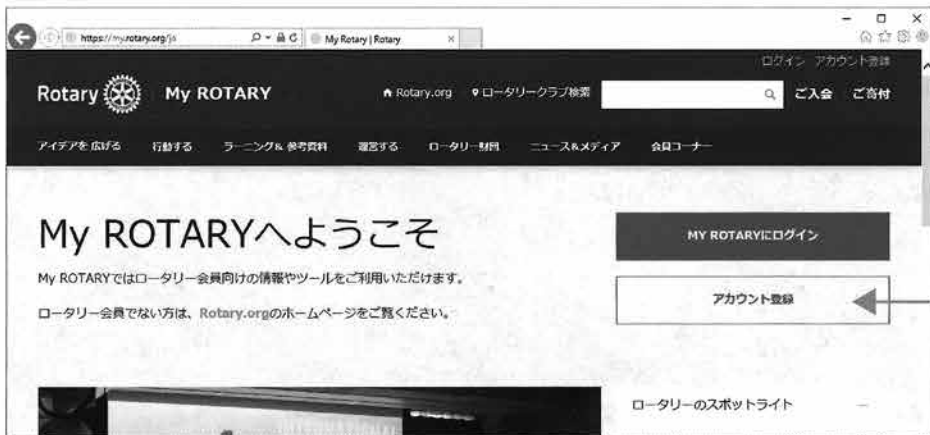 https://my.rotary.org/ja
My Rotary | Rotary
ログイン アカウント登録
Rotary
My ROTARY
Rotary.org
ロータリークラブ検索
ご入会
ご寄付
アイデアを広げる 行動する ラーニング& 参考資料 運営する ロータリー財団 ニュース&メディア 会員コーナー
My ROTARYへようこそ
My ROTARYではロータリー会員向けの情報やツールをご利用いただけます。
ロータリー会員でない方は、Rotary.orgのホームページをご覧ください。
MY ROTARYにログイン
アカウント登録
ロータリーのスポットライト